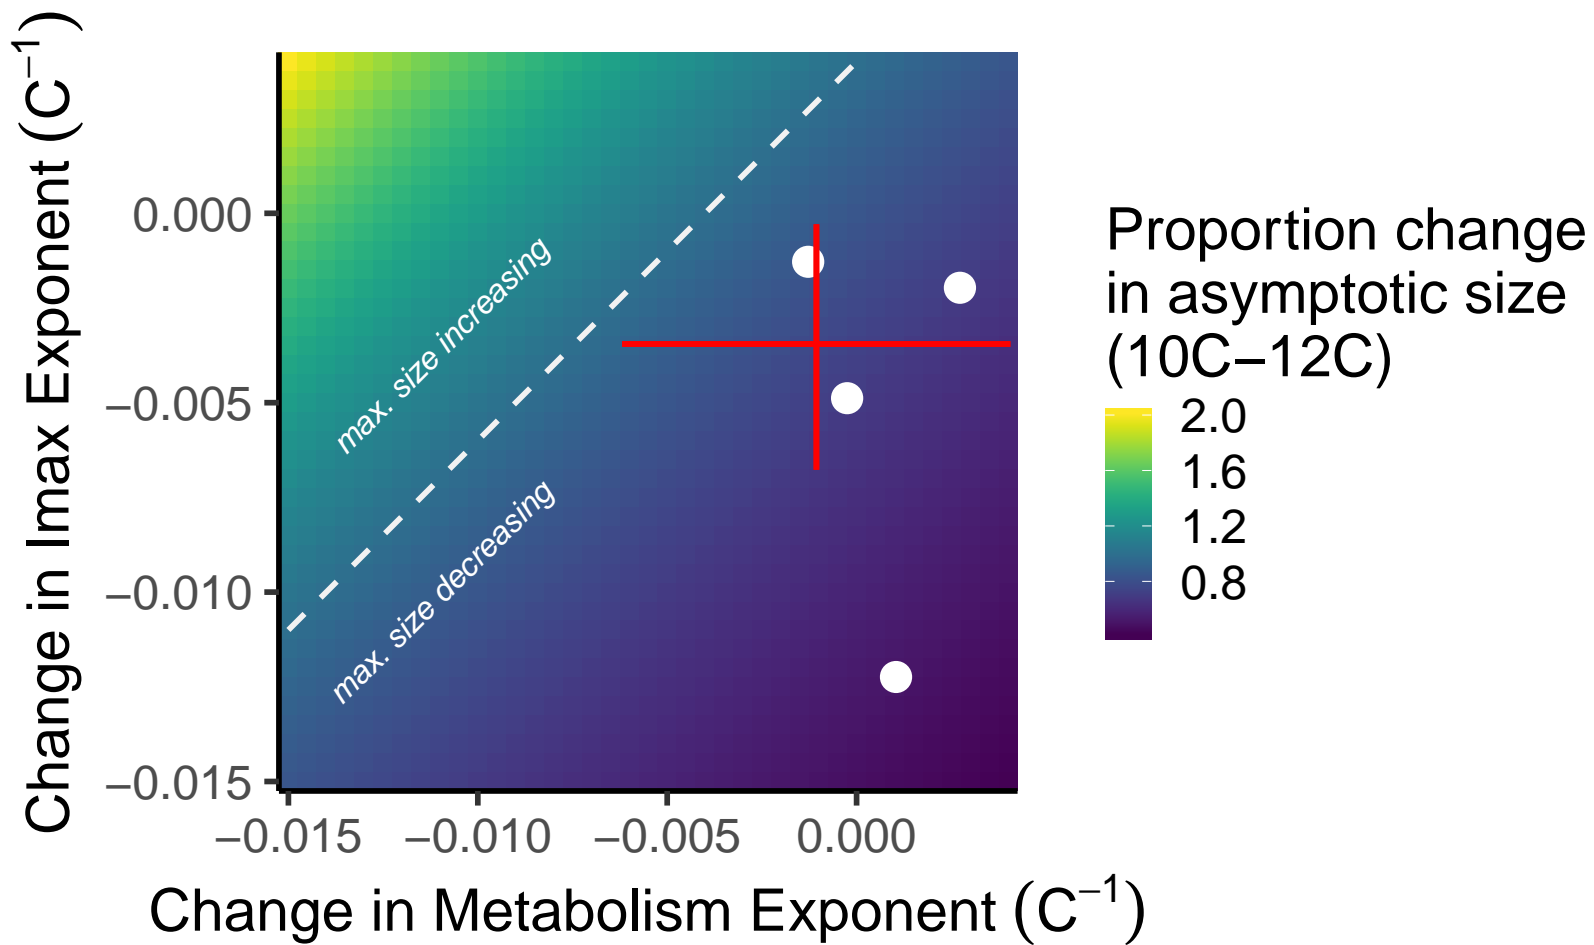 Change in Imax Exponent (C⁻¹)
0.000
−0.005
−0.010
−0.015
max. size increasing
max. size decreasing
−0.015 −0.010 −0.005 0.000
Change in Metabolism Exponent (C⁻¹)
Proportion change
in asymptotic size
(10C−12C)
2.0
1.6
1.2
0.8